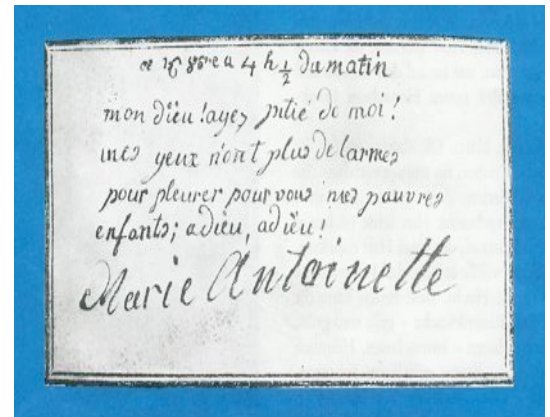 8bre a 4 h ½ du matin
mon dieu ! ayez pitié de moi !
mes yeux n'ont plus de larmes
pour pleurer pour vous mes pauvres
enfants ; adieu, adieu !
Marie Antoinette